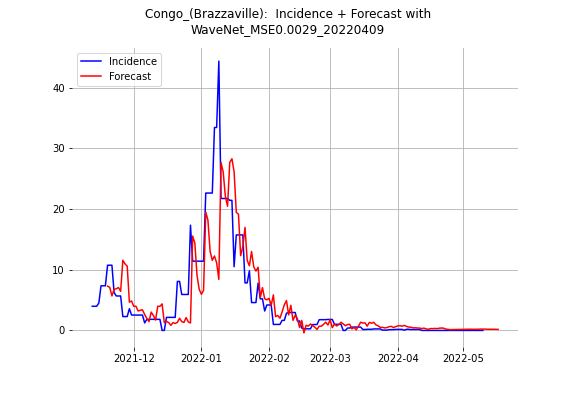 Congo_(Brazzaville):  Incidence + Forecast with
WaveNet_MSE0.0029_20220409
Incidence
Forecast
40
30
20
10
0
2021-12
2022-01
2022-02
2022-03
2022-04
2022-05